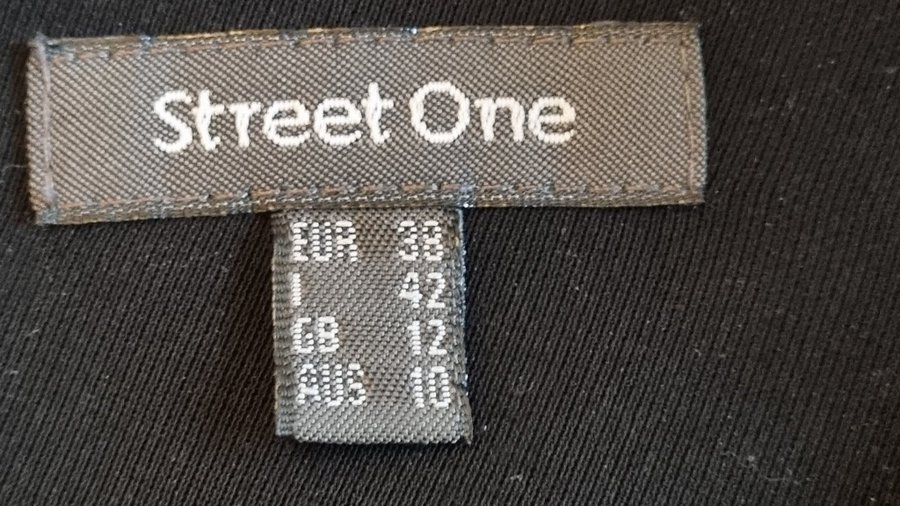 Street One
EUR 38
I 42
GB 12
AUS 10